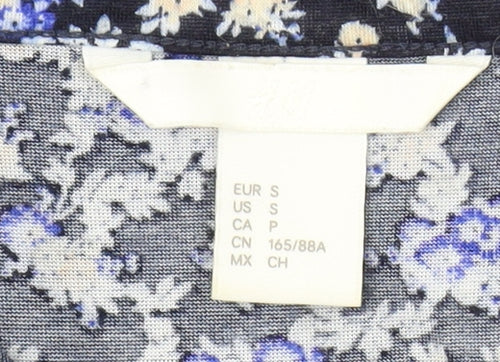 EUR S
US S
CA P
CN 165/88A
MX CH